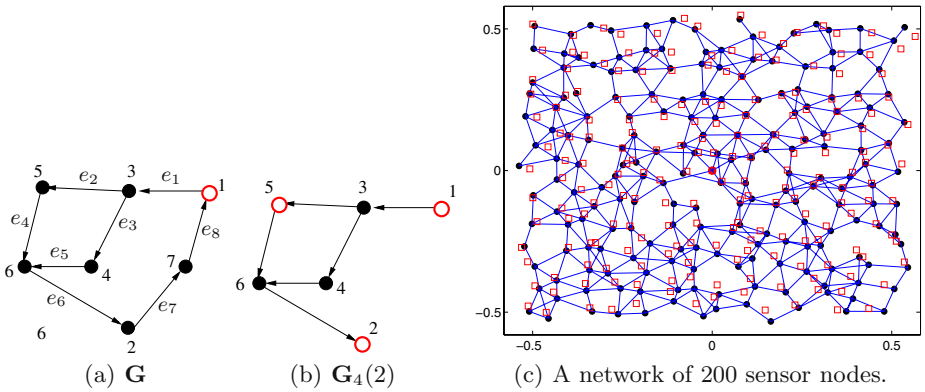 5
3
1
e₂
e₁
e₄
e₃
e₈
6
e₅
4
7
e₆
e₇
6
2
(a) G
5
3
1
6
4
2
(b) G₄(2)
0.5
0
−0.5
−0.5
0
0.5
(c) A network of 200 sensor nodes.